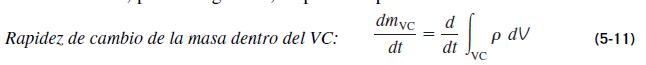 Rapidez de cambio de la masa dentro del VC: dm_VC/dt = d/dt ∫_VC ρ dV (5-11)